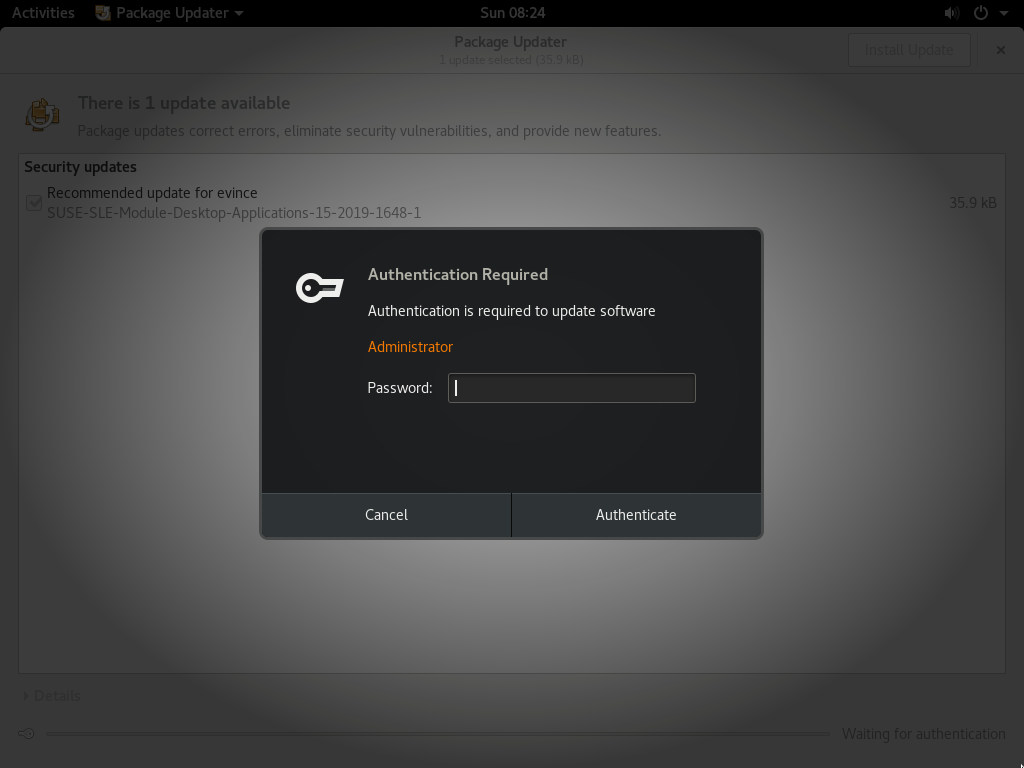 Activities Package Updater Sun 08:24
Package Updater
1 update selected (35.9 kB)
Install Update
There is 1 update available
Package updates correct errors, eliminate security vulnerabilities, and provide new features.
Security updates
Recommended update for evince
SUSE-SLE-Module-Desktop-Applications-15-2019-1648-1
35.9 kB
Authentication Required
Authentication is required to update software
Administrator
Password:
Cancel Authenticate
Details
Waiting for authentication